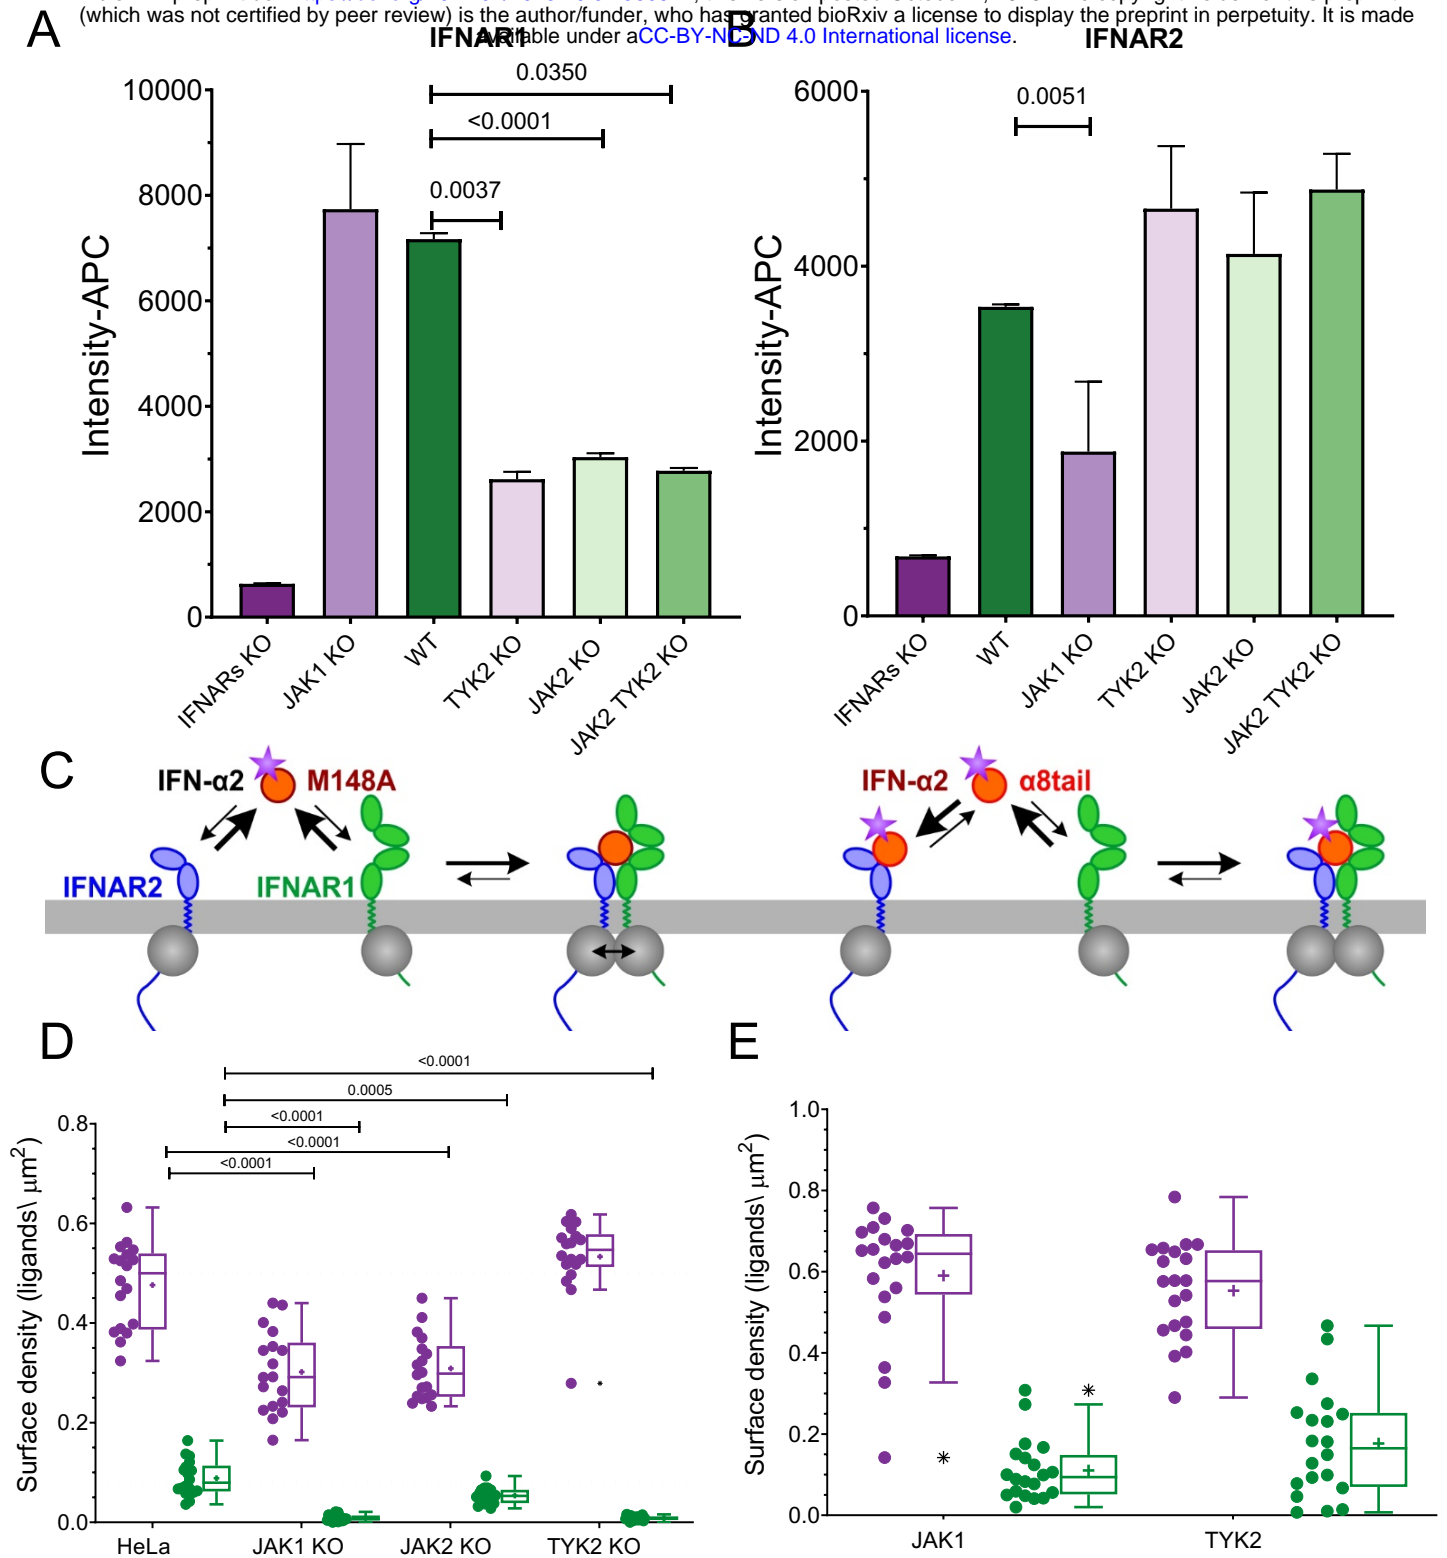 (which was not certified by peer review) is the author/funder, who has granted bioRxiv a license to display the preprint in perpetuity. It is made
available under aCC-BY-NC-ND 4.0 International license.
A
IFNAR1
0.0350
<0.0001
0.0037
10000
8000
6000
4000
2000
0
Intensity-APC
IFNARs KO
JAK1 KO
WT
TYK2 KO
JAK2 KO
JAK2 TYK2 KO
B
IFNAR2
0.0051
6000
4000
2000
0
Intensity-APC
IFNARs KO
WT
JAK1 KO
TYK2 KO
JAK2 KO
JAK2 TYK2 KO
C
IFN-α2
M148A
IFNAR2
IFNAR1
IFN-α2
α8tail
D
<0.0001
0.0005
<0.0001
<0.0001
<0.0001
0.8
0.6
0.4
0.2
0.0
Surface density (ligands\ μm2)
HeLa
JAK1 KO
JAK2 KO
TYK2 KO
E
1.0
0.8
0.6
0.4
0.2
0.0
Surface density (ligands\ μm2)
JAK1
TYK2